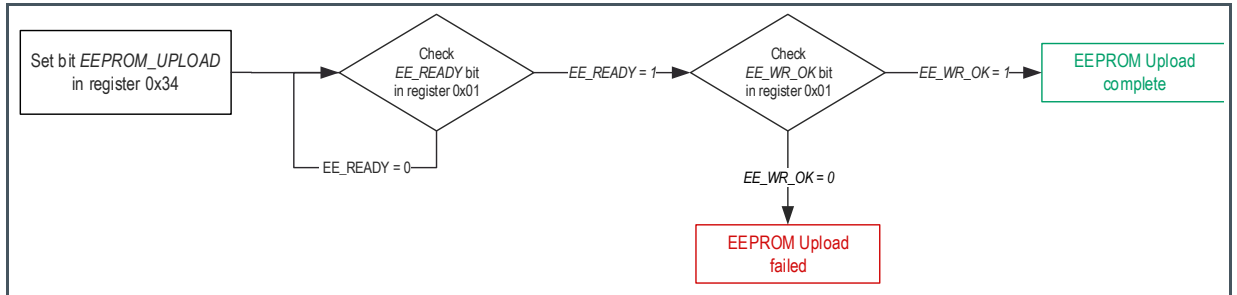 Set bit EEPROM_UPLOAD
in register 0x34
Check
EE_READY bit
in register 0x01
EE_READY = 1
EE_READY = 0
Check
EE_WR_OK bit
in register 0x01
EE_WR_OK = 1
EE_WR_OK = 0
EEPROM Upload
complete
EEPROM Upload
failed